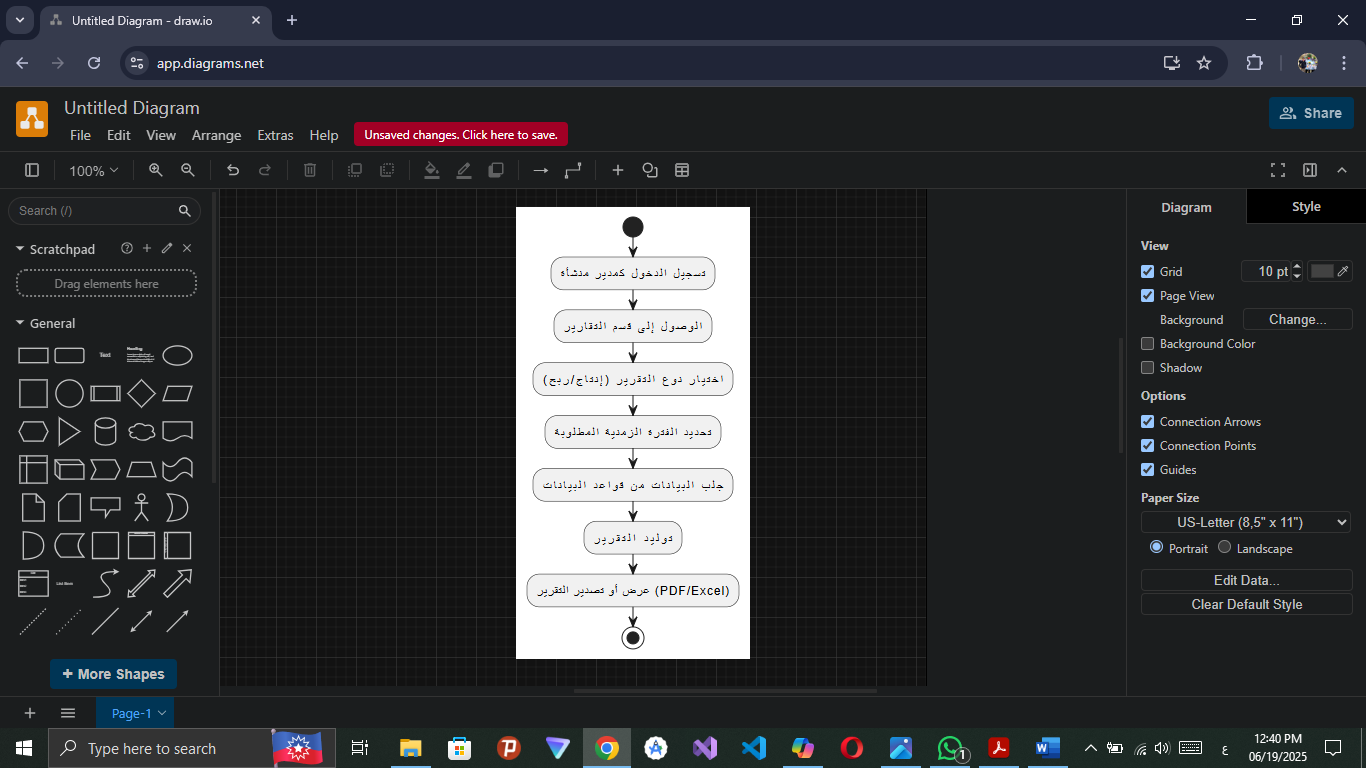 Untitled Diagram - draw.io
app.diagrams.net
Untitled Diagram
File Edit View Arrange Extras Help
Unsaved changes. Click here to save.
Share
100%
Search (/)
Scratchpad
Drag elements here
General
Text
Heading
List Item
+ More Shapes
تسجيل الدخول كمدير منشأة
الوصول إلى قسم التقارير
اختيار نوع التقرير (إنتاج/ربح)
تحديد الفترة الزمنية المطلوبة
جلب البيانات من قواعد البيانات
توليد التقرير
عرض أو تصدير التقرير (PDF/Excel)
Diagram
Style
View
Grid
10 pt
Page View
Background
Change...
Background Color
Shadow
Options
Connection Arrows
Connection Points
Guides
Paper Size
US-Letter (8,5" x 11")
Portrait
Landscape
Edit Data...
Clear Default Style
Page-1
Type here to search
1
ع
12:40 PM
06/19/2025